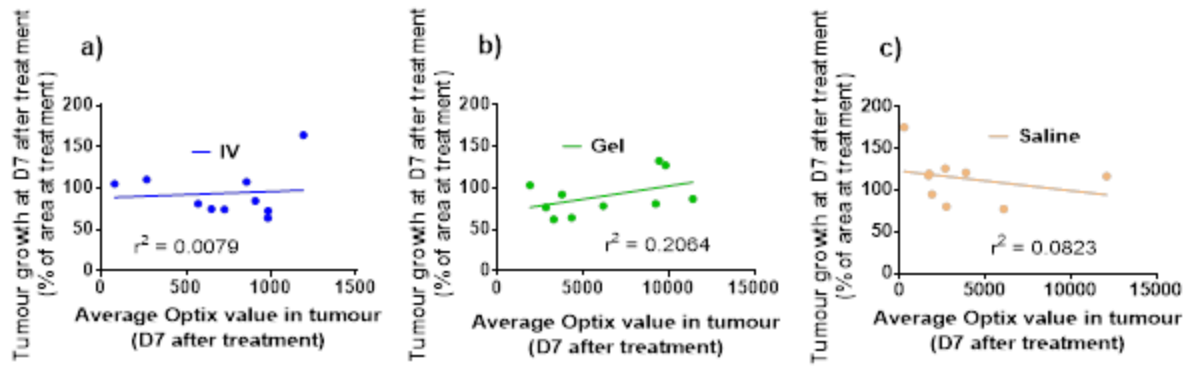 a)
Tumour growth at D7 after treatment
(% of area at treatment)
200
150
100
50
0
IV
r² = 0.0079
0 500 1000 1500
Average Optix value in tumour
(D7 after treatment)
b)
Tumour growth at D7 after treatment
(% of area at treatment)
200
150
100
50
0
Gel
r² = 0.2064
0 5000 10000 15000
Average Optix value in tumour
(D7 after treatment)
c)
Tumour growth at D7 after treatment
(% of area at treatment)
200
150
100
50
0
Saline
r² = 0.0823
0 5000 10000 15000
Average Optix value in tumour
(D7 after treatment)